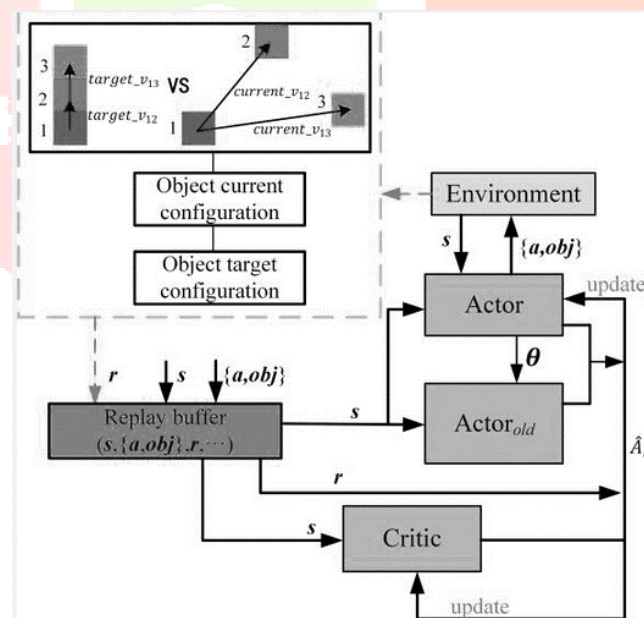 3
target_v13
2
target_v12
1
VS
2
current_v12
3
1
current_v13
Object current
configuration
Object target
configuration
Environment
s
{a,obj}
Actor
update
θ
Actorold
r
s
{a,obj}
Replay buffer
(s,{a,obj},r,···)
s
r
s
Critic
update